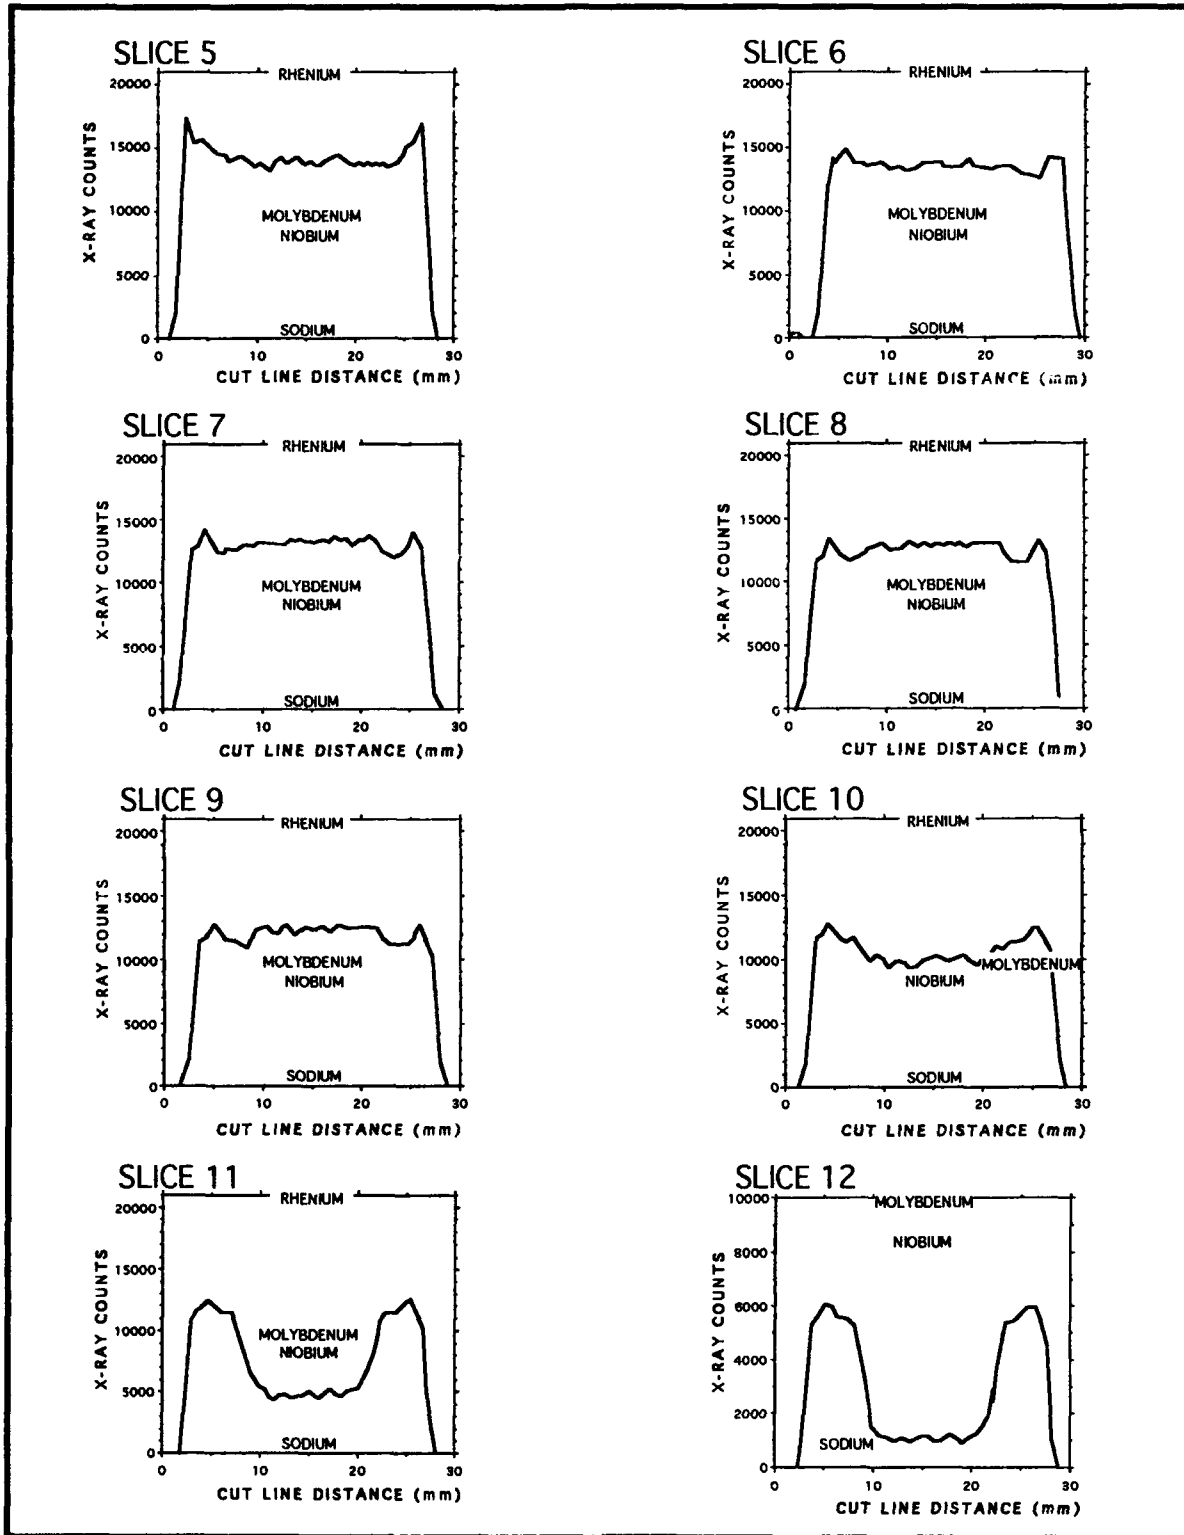 SLICE 5
RHENIUM
20000
15000
10000
5000
0
X-RAY COUNTS
MOLYBDENUM
NIOBIUM
SODIUM
0 10 20 30
CUT LINE DISTANCE (mm)
SLICE 6
RHENIUM
20000
15000
10000
5000
0
X-RAY COUNTS
MOLYBDENUM
NIOBIUM
SODIUM
0 10 20 30
CUT LINE DISTANCE (mm)
SLICE 7
RHENIUM
20000
15000
10000
5000
0
X-RAY COUNTS
MOLYBDENUM
NIOBIUM
SODIUM
0 10 20 30
CUT LINE DISTANCE (mm)
SLICE 8
RHENIUM
20000
15000
10000
5000
0
X-RAY COUNTS
MOLYBDENUM
NIOBIUM
SODIUM
0 10 20 30
CUT LINE DISTANCE (mm)
SLICE 9
RHENIUM
20000
15000
10000
5000
0
X-RAY COUNTS
MOLYBDENUM
NIOBIUM
SODIUM
0 10 20 30
CUT LINE DISTANCE (mm)
SLICE 10
RHENIUM
20000
15000
10000
5000
0
X-RAY COUNTS
MOLYBDENUM
NIOBIUM
SODIUM
0 10 20 30
CUT LINE DISTANCE (mm)
SLICE 11
RHENIUM
20000
15000
10000
5000
0
X-RAY COUNTS
MOLYBDENUM
NIOBIUM
SODIUM
0 10 20 30
CUT LINE DISTANCE (mm)
SLICE 12
10000
8000
6000
4000
2000
0
X-RAY COUNTS
MOLYBDENUM
NIOBIUM
SODIUM
0 10 20 30
CUT LINE DISTANCE (mm)